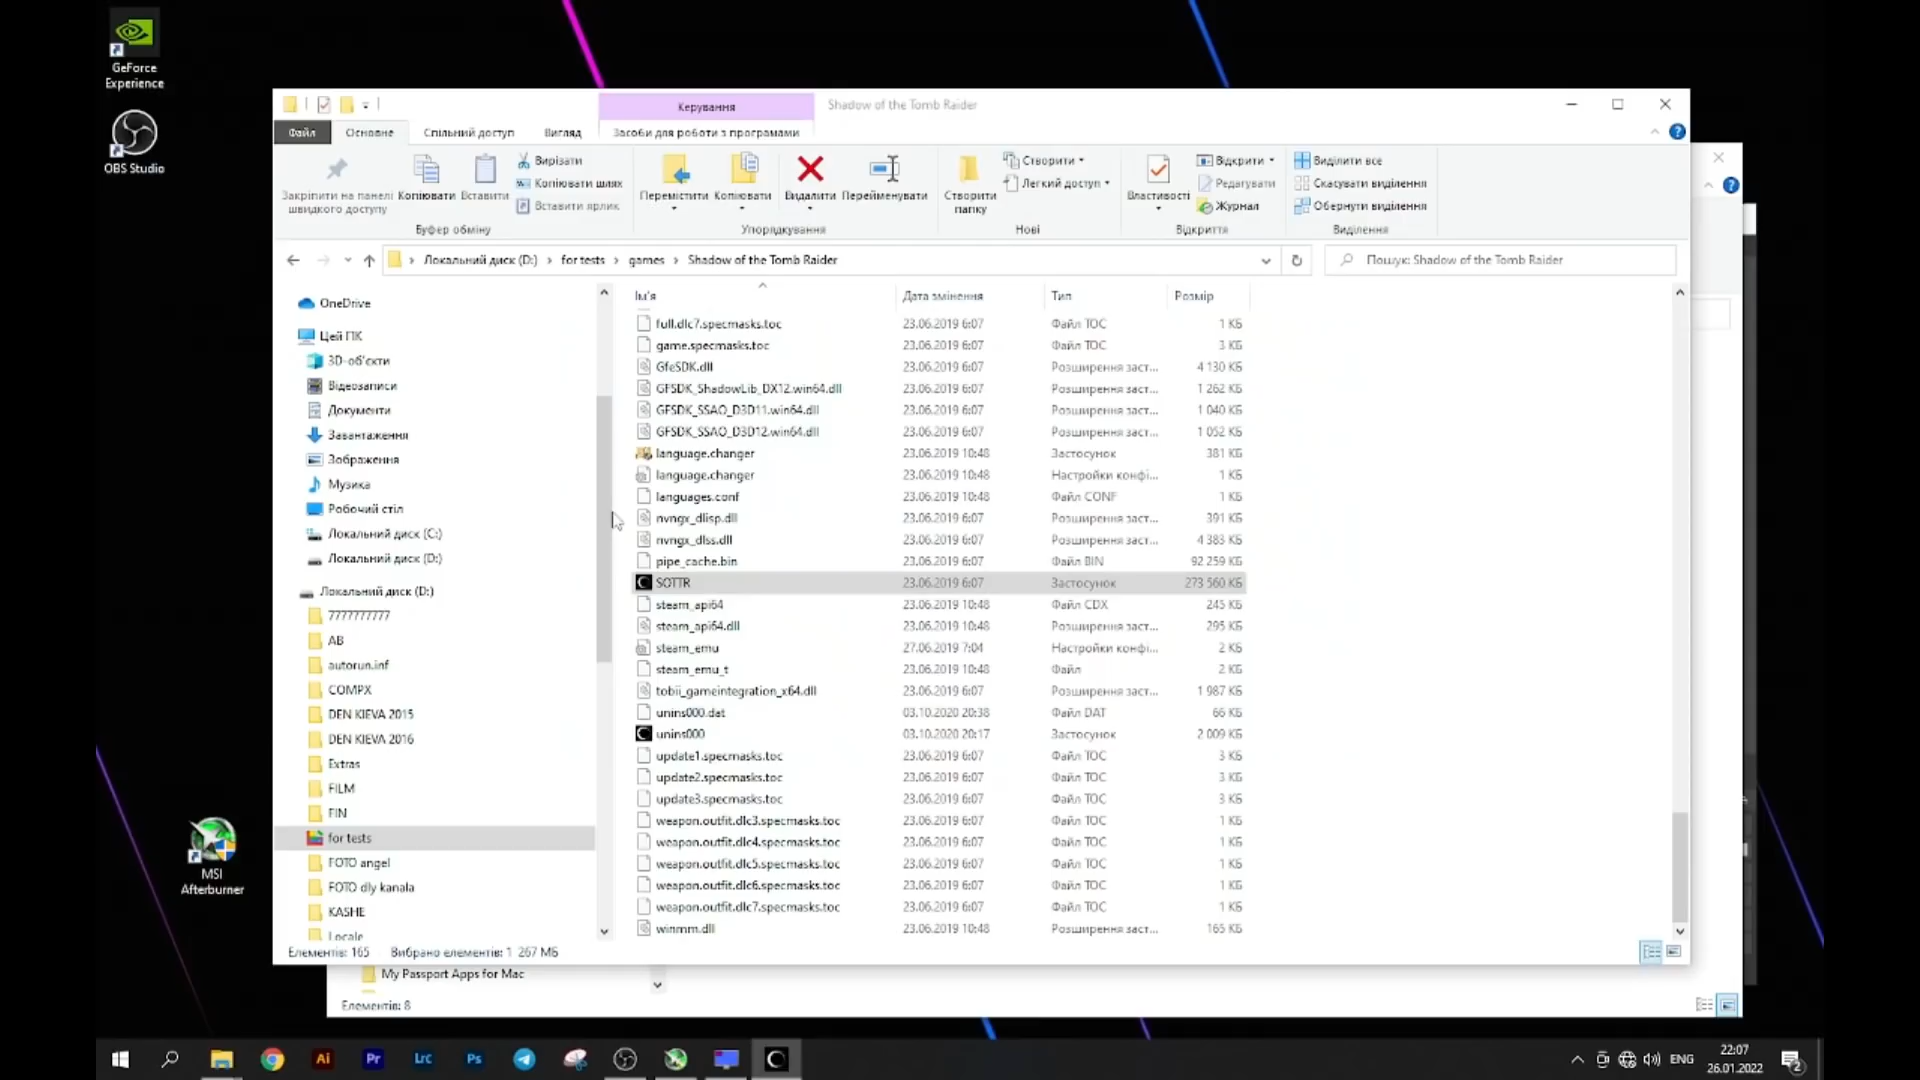 GeForce
Experience
OBS Studio
MSI
Afterburner
Керування
Shadow of the Tomb Raider
Файл
Основне
Спільний доступ
Вигляд
Засоби для роботи з програмами
Закріпити на панелі
швидкого доступу
Копіювати
Вставити
Вирізати
Копіювати шлях
Вставити ярлик
Перемістити
Копіювати
Видалити
Перейменувати
Створити
папку
Створити
Легкий доступ
Властивості
Відкрити
Редагувати
Журнал
Виділити все
Скасувати виділення
Обернути виділення
Буфер обміну
Упорядкування
Нові
Відкриття
Виділення
Локальний диск (D:) › for tests › games › Shadow of the Tomb Raider
Пошук: Shadow of the Tomb Raider
OneDrive
Цей ПК
3D-об'єкти
Відеозаписи
Документи
Завантаження
Зображення
Музика
Робочий стіл
Локальний диск (C:)
Локальний диск (D:)
Локальний диск (D:)
7777777777
AB
autorun.inf
COMPX
DEN KIEVA 2015
DEN KIEVA 2016
Extras
FILM
FIN
for tests
FOTO angel
FOTO dly kanala
KASHE
Locale
Ім'я Дата змінення Тип Розмір
full.dlc7.specmasks.toc 23.06.2019 6:07 Файл TOC 1 КБ
game.specmasks.toc 23.06.2019 6:07 Файл TOC 3 КБ
GfeSDK.dll 23.06.2019 6:07 Розширення заст... 4 130 КБ
GFSDK_ShadowLib_DX12.win64.dll 23.06.2019 6:07 Розширення заст... 1 262 КБ
GFSDK_SSAO_D3D11.win64.dll 23.06.2019 6:07 Розширення заст... 1 040 КБ
GFSDK_SSAO_D3D12.win64.dll 23.06.2019 6:07 Розширення заст... 1 052 КБ
language.changer 23.06.2019 10:48 Застосунок 381 КБ
language.changer 23.06.2019 10:48 Настройки конфі... 1 КБ
languages.conf 23.06.2019 10:48 Файл CONF 1 КБ
nvngx_dlisp.dll 23.06.2019 6:07 Розширення заст... 391 КБ
nvngx_dlss.dll 23.06.2019 6:07 Розширення заст... 4 383 КБ
pipe_cache.bin 23.06.2019 6:07 Файл BIN 92 259 КБ
SOTTR 23.06.2019 6:07 Застосунок 273 560 КБ
steam_api64 23.06.2019 10:48 Файл CDX 245 КБ
steam_api64.dll 23.06.2019 10:48 Розширення заст... 295 КБ
steam_emu 27.06.2019 7:04 Настройки конфі... 2 КБ
steam_emu_t 23.06.2019 10:48 Файл 2 КБ
tobii_gameintegration_x64.dll 23.06.2019 6:07 Розширення заст... 1 987 КБ
unins000.dat 03.10.2020 20:38 Файл DAT 66 КБ
unins000 03.10.2020 20:17 Застосунок 2 009 КБ
update1.specmasks.toc 23.06.2019 6:07 Файл TOC 3 КБ
update2.specmasks.toc 23.06.2019 6:07 Файл TOC 3 КБ
update3.specmasks.toc 23.06.2019 6:07 Файл TOC 3 КБ
weapon.outfit.dlc3.specmasks.toc 23.06.2019 6:07 Файл TOC 1 КБ
weapon.outfit.dlc4.specmasks.toc 23.06.2019 6:07 Файл TOC 1 КБ
weapon.outfit.dlc5.specmasks.toc 23.06.2019 6:07 Файл TOC 1 КБ
weapon.outfit.dlc6.specmasks.toc 23.06.2019 6:07 Файл TOC 1 КБ
weapon.outfit.dlc7.specmasks.toc 23.06.2019 6:07 Файл TOC 1 КБ
winmm.dll 23.06.2019 10:48 Розширення заст... 165 КБ
Елементів: 165 Вибрано елементів: 1 267 МБ
My Passport Apps for Mac
Елементів: 8
Ai
Pr
Lrc
Ps
ENG
22:07
26.01.2022
2